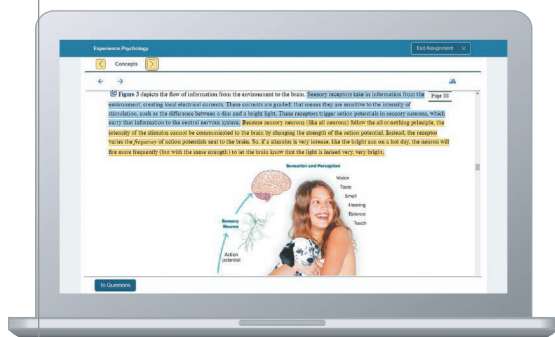 Experience Psychology
Exit Assignment
Concepts
Figure 3 depicts the flow of information from the environment to the brain. Sensory receptors take in information from the
Page 88
environment, creating local electrical currents. These currents are graded; that means they are sensitive to the intensity of
stimulation, such as the difference between a dim and a bright light. These receptors trigger action potentials in sensory neurons, which
carry that information to the central nervous system. Because sensory neurons (like all neurons) follow the all-or-nothing principle, the
intensity of the stimulus cannot be communicated to the brain by changing the strength of the action potential. Instead, the receptor
varies the frequency of action potentials sent to the brain. So, if a stimulus is very intense, like the bright sun on a hot day, the neuron will
fire more frequently (but with the same strength) to let the brain know that the light is indeed very, very bright.
Sensation and Perception
Vision
Taste
Smell
Hearing
Balance
Touch
Sensory
Neuron
Action
potential
To Questions